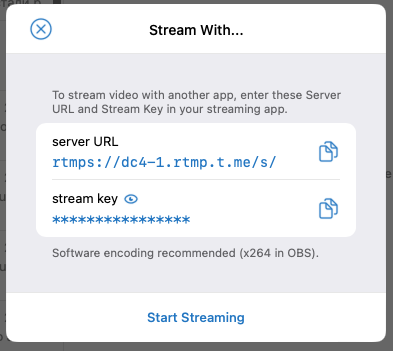 Stream With...
To stream video with another app, enter these Server
URL and Stream Key in your streaming app.
server URL
rtmps://dc4-1.rtmp.t.me/s/
stream key
****************
Software encoding recommended (x264 in OBS).
Start Streaming